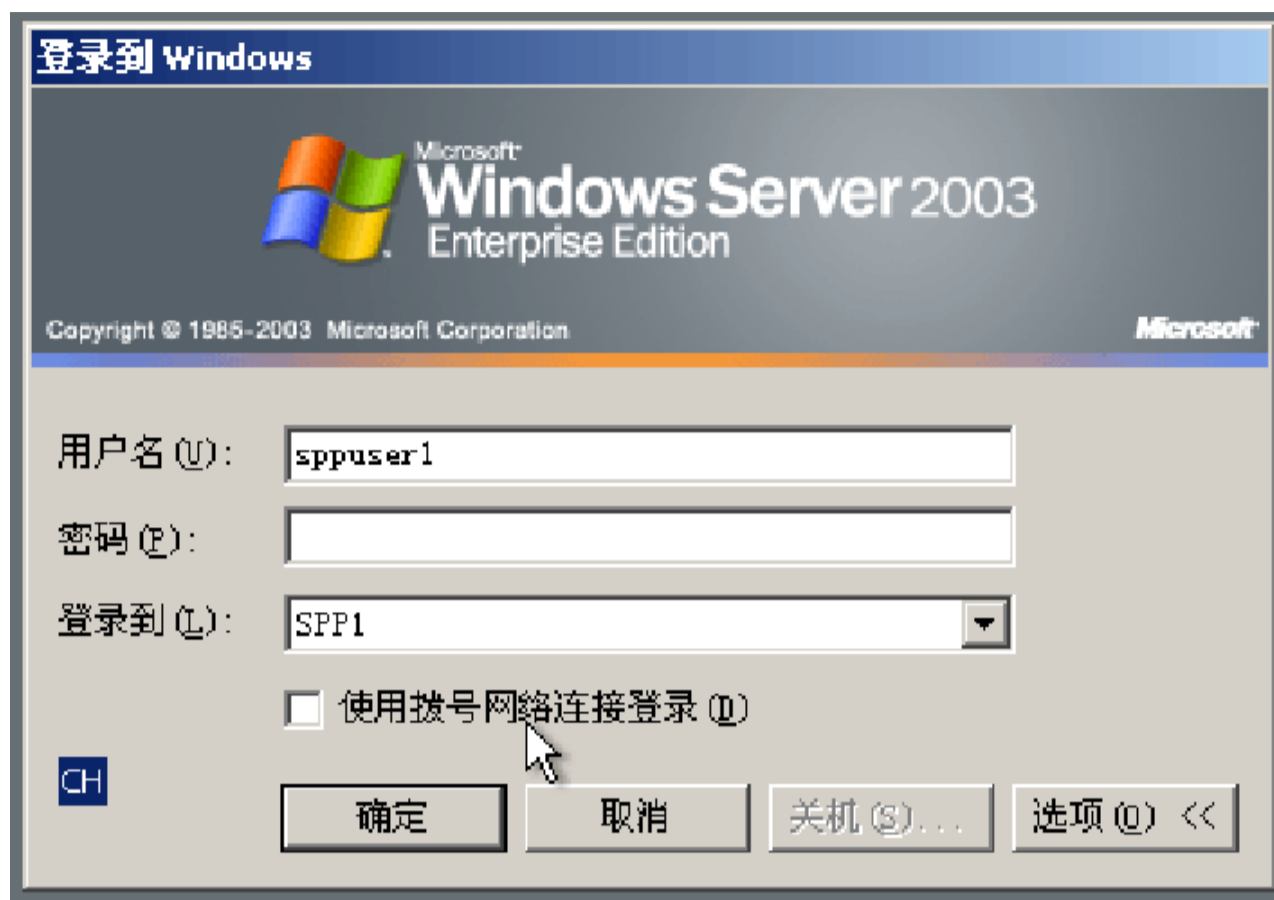 登录到 Windows
Microsoft
Windows Server 2003
Enterprise Edition
Copyright © 1985-2003 Microsoft Corporation
Microsoft
用户名(U):
sppuser1
密码(P):
登录到(L):
SPP1
使用拨号网络连接登录(D)
CH
确定
取消
关机(S)...
选项(O) <<